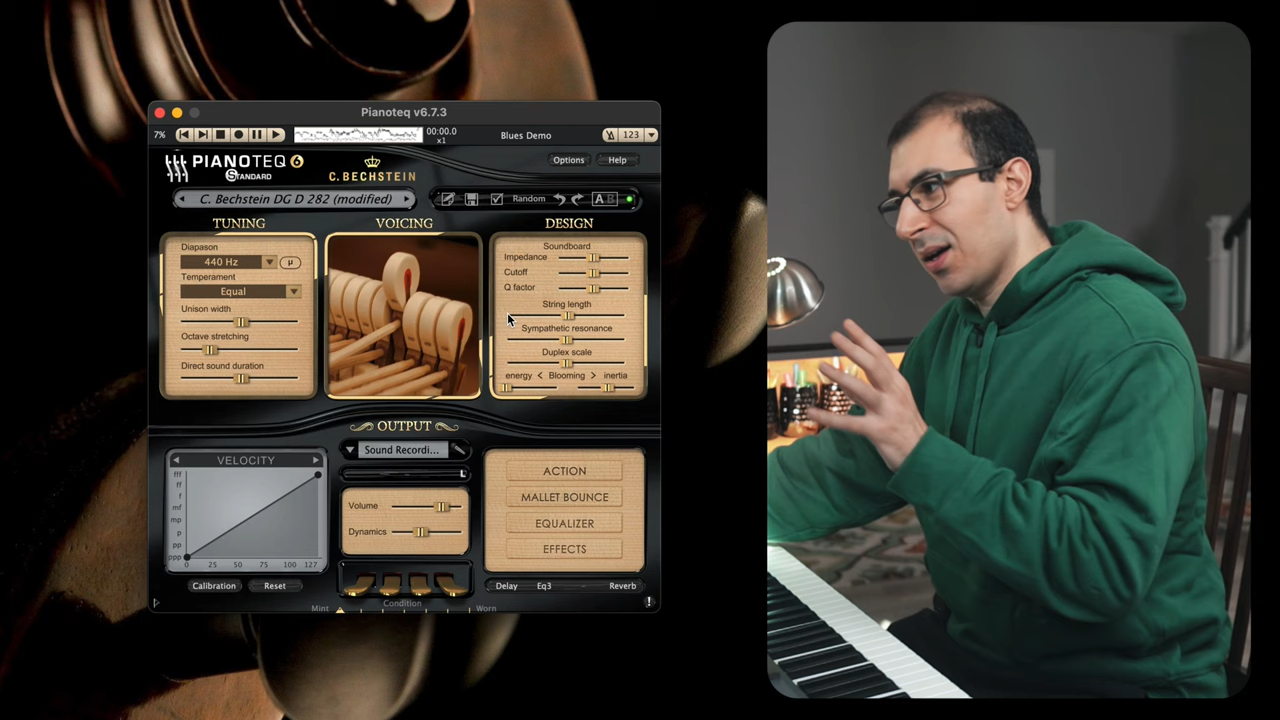 Pianoteq v6.7.3
7%
00:00.0
x1
Blues Demo
123
PIANOTEQ 6
STANDARD
C.BECHSTEIN
Options
Help
C. Bechstein DG D 282 (modified)
Random
A B
TUNING
VOICING
DESIGN
Diapason
440 Hz
μ
Temperament
Equal
Unison width
Octave stretching
Direct sound duration
Soundboard
Impedance
Cutoff
Q factor
String length
Sympathetic resonance
Duplex scale
energy < Blooming > inertia
OUTPUT
VELOCITY
fff
ff
f
mf
mp
p
pp
ppp
0 25 50 75 100 127
Calibration
Reset
Sound Recordi...
L
Volume
Dynamics
ACTION
MALLET BOUNCE
EQUALIZER
EFFECTS
Delay
Eq3
Reverb
Condition
Mint
Worn
!